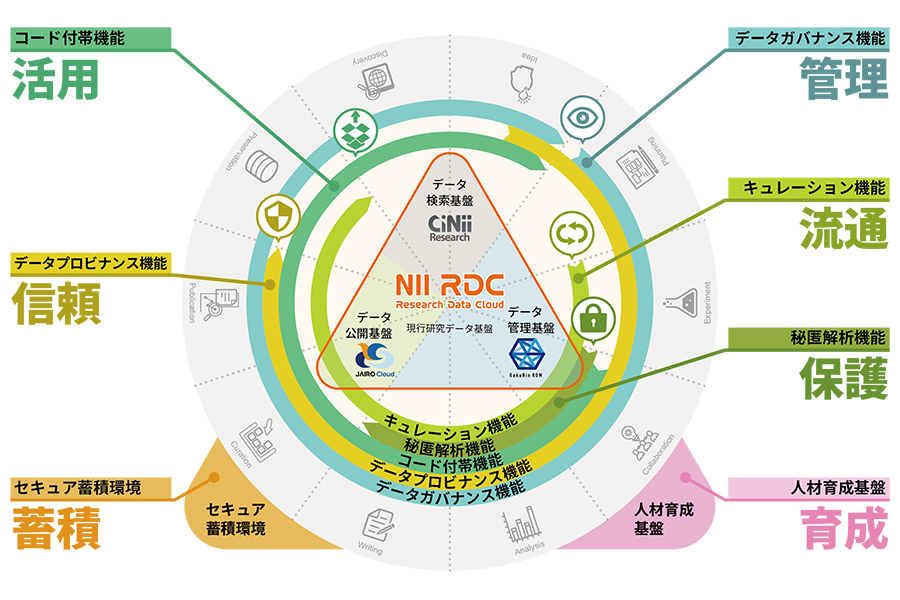 コード付帯機能
活用
データガバナンス機能
管理
Discovery
Idea
Preservation
Planning
キュレーション機能
流通
データ
検索基盤
CiNii
Research
データプロビナンス機能
信頼
NII RDC
Research Data Cloud
Publication
Experiment
データ
公開基盤
JAIRO Cloud
現行研究データ基盤
データ
管理基盤
GakuNin RDM
秘匿解析機能
保護
キュレーション機能
秘匿解析機能
コード付帯機能
データプロビナンス機能
データガバナンス機能
Curation
Collaboration
セキュア蓄積環境
蓄積
セキュア
蓄積環境
人材育成
基盤
人材育成基盤
育成
Writing
Analysis